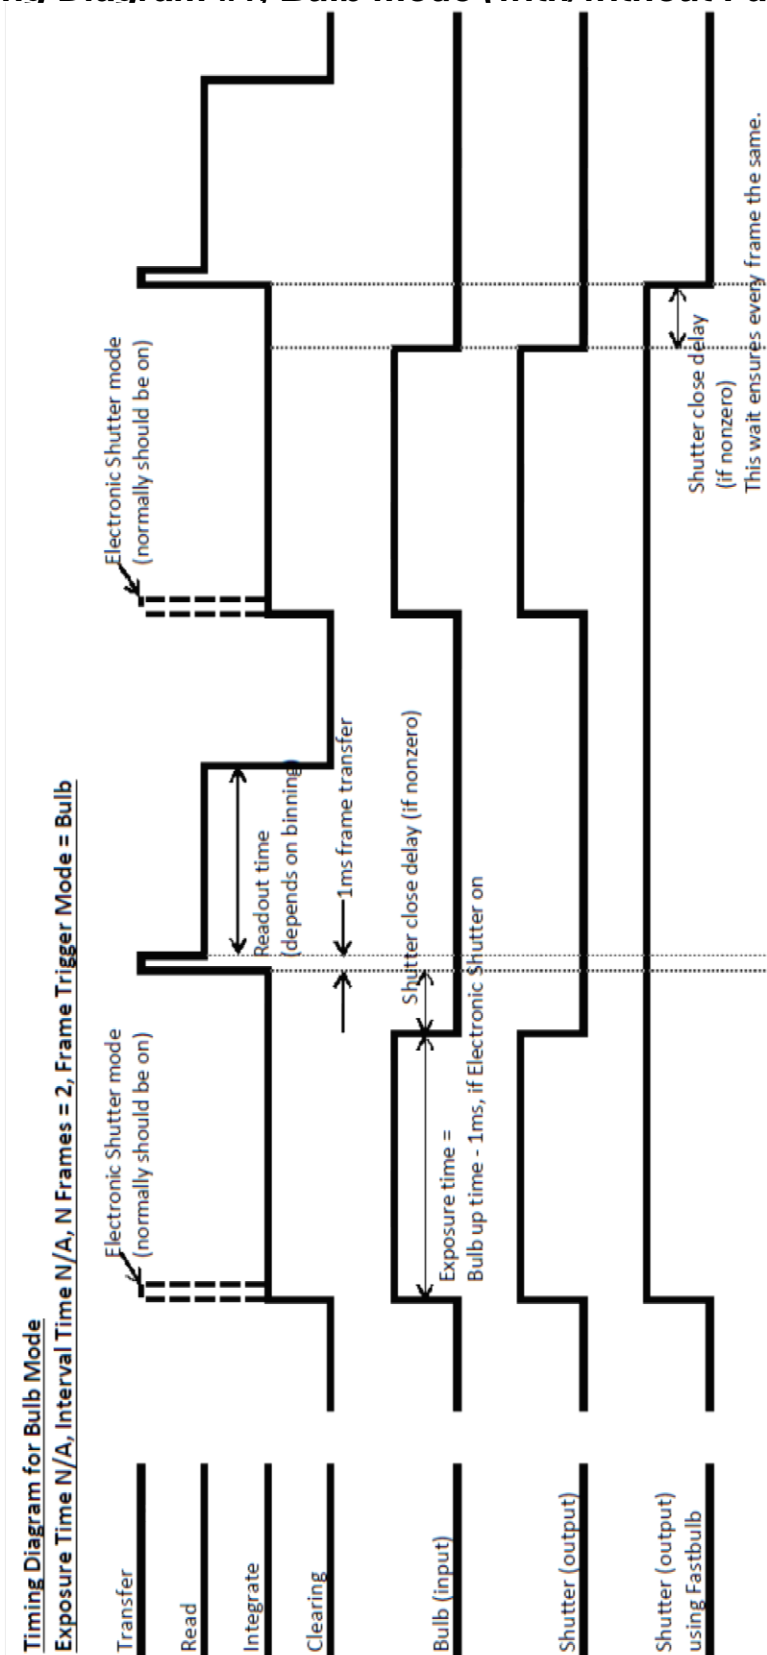 Timing Diagram for Bulb Mode
Exposure Time N/A, Interval Time N/A, N Frames = 2, Frame Trigger Mode = Bulb
Transfer
Read
Integrate
Clearing
Bulb (input)
Shutter (output)
Shutter (output)
using Fastbulb
Electronic Shutter mode
(normally should be on)
Exposure time =
Bulb up time - 1ms, if Electronic Shutter on
Shutter close delay (if nonzero)
1ms frame transfer
Readout time
(depends on binning)
Electronic Shutter mode
(normally should be on)
Shutter close delay
(if nonzero)
This wait ensures every frame the same.